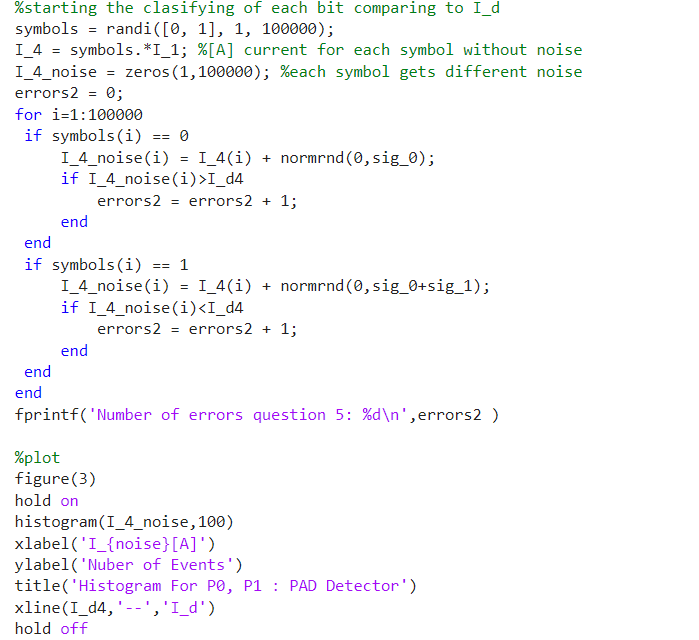 %starting the clasifying of each bit comparing to I_d
symbols = randi([0, 1], 1, 100000);
I_4 = symbols.*I_1; %[A] current for each symbol without noise
I_4_noise = zeros(1,100000); %each symbol gets different noise
errors2 = 0;
for i=1:100000
 if symbols(i) == 0
     I_4_noise(i) = I_4(i) + normrnd(0,sig_0);
     if I_4_noise(i)>I_d4
         errors2 = errors2 + 1;
     end
 end
 if symbols(i) == 1
     I_4_noise(i) = I_4(i) + normrnd(0,sig_0+sig_1);
     if I_4_noise(i)<I_d4
         errors2 = errors2 + 1;
     end
 end
end
fprintf('Number of errors question 5: %d\n',errors2 )

%plot
figure(3)
hold on
histogram(I_4_noise,100)
xlabel('I_{noise}[A]')
ylabel('Nuber of Events')
title('Histogram For P0, P1 : PAD Detector')
xline(I_d4,'--','I_d')
hold off